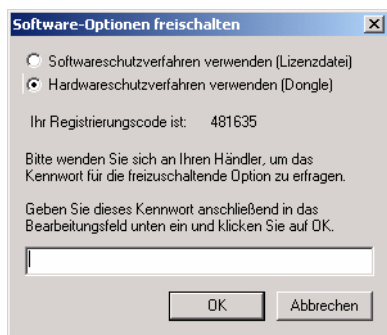 Software-Optionen freischalten
Softwareschutzverfahren verwenden (Lizenzdatei)
Hardwareschutzverfahren verwenden (Dongle)
Ihr Registrierungscode ist: 481635
Bitte wenden Sie sich an Ihren Händler, um das
Kennwort für die freizuschaltende Option zu erfragen.
Geben Sie dieses Kennwort anschließend in das
Bearbeitungsfeld unten ein und klicken Sie auf OK.
OK Abbrechen